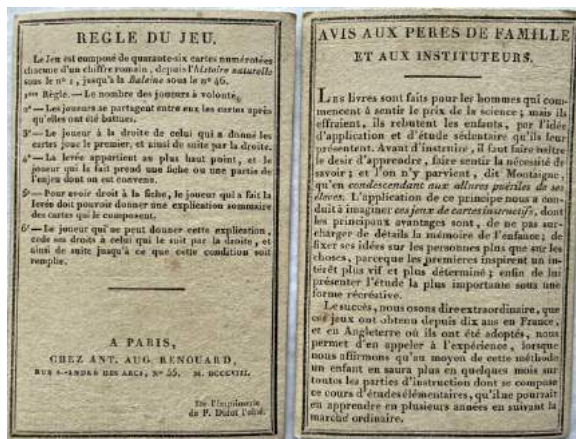 REGLE DU JEU.
Le Jeu est composé de quarante-six cartes numérotées
chacune d'un chiffre romain, depuis l'histoire naturelle
sous le nº 1, jusqu'à la Baleine sous le nº 46.
1ere Règle. — Le nombre des joueurs à volonté.
2e — Les joueurs se partagent entre eux les cartes après
qu'elles ont été battues.
3e — Le joueur à la droite de celui qui a donné les
cartes joue le premier, et ainsi de suite par la droite.
4e — La levée appartient au plus haut point, et le
joueur qui la fait prend une fiche ou une partie de
l'enjeu dont on est convenu.
5e — Pour avoir droit à la fiche, le joueur qui a fait la
levée doit pouvoir donner une explication sommaire
des cartes qui le composent.
6e — Le joueur qui ne peut donner cette explication,
cede ses droits à celui qui le suit par la droite, et
ainsi de suite jusqu'à ce que cette condition soit
remplie.
A PARIS,
CHEZ ANT. AUG. RENOUARD,
RUE S.-ANDRÉ DES ARCS, Nº 55. M. DCCCVIII.
De l'Imprimerie
de P. Didot l'aîné.
AVIS AUX PERES DE FAMILLE
ET AUX INSTITUTEURS.
Les livres sont faits pour les hommes qui com-
mencent à sentir le prix de la science; mais ils
effraient, ils rebutent les enfants, par l'idée
d'application et d'étude sédentaire qu'ils leur
présentent. Avant d'instruire, il faut faire naître
le desir d'apprendre, faire sentir la nécessité de
savoir; et l'on n'y parvient, dit Montaigne,
qu'en condescendant aux allures puériles de ses
éleves. L'application de ce principe nous a con-
duit à imaginer ces jeux de cartes instructifs, dont
les principaux avantages sont, de ne pas sur-
charger de détails la mémoire de l'enfance; de
fixer ses idées sur les personnes plus que sur les
choses, parceque les premieres inspirent un in-
térêt plus vif et plus déterminé; enfin de lui
présenter l'étude la plus importante sous une
forme récréative.
Le succès, nous osons dire extraordinaire, que
ces jeux ont obtenu depuis dix ans en France,
et en Angleterre où ils ont été adoptés, nous
permet d'en appeler à l'expérience, lorsque
nous affirmons qu'au moyen de cette méthode
un enfant en saura plus en quelques mois sur
toutes les parties d'instruction dont se compose
ce cours d'études élémentaires, qu'il ne pourrait
en apprendre en plusieurs années en suivant la
marche ordinaire.